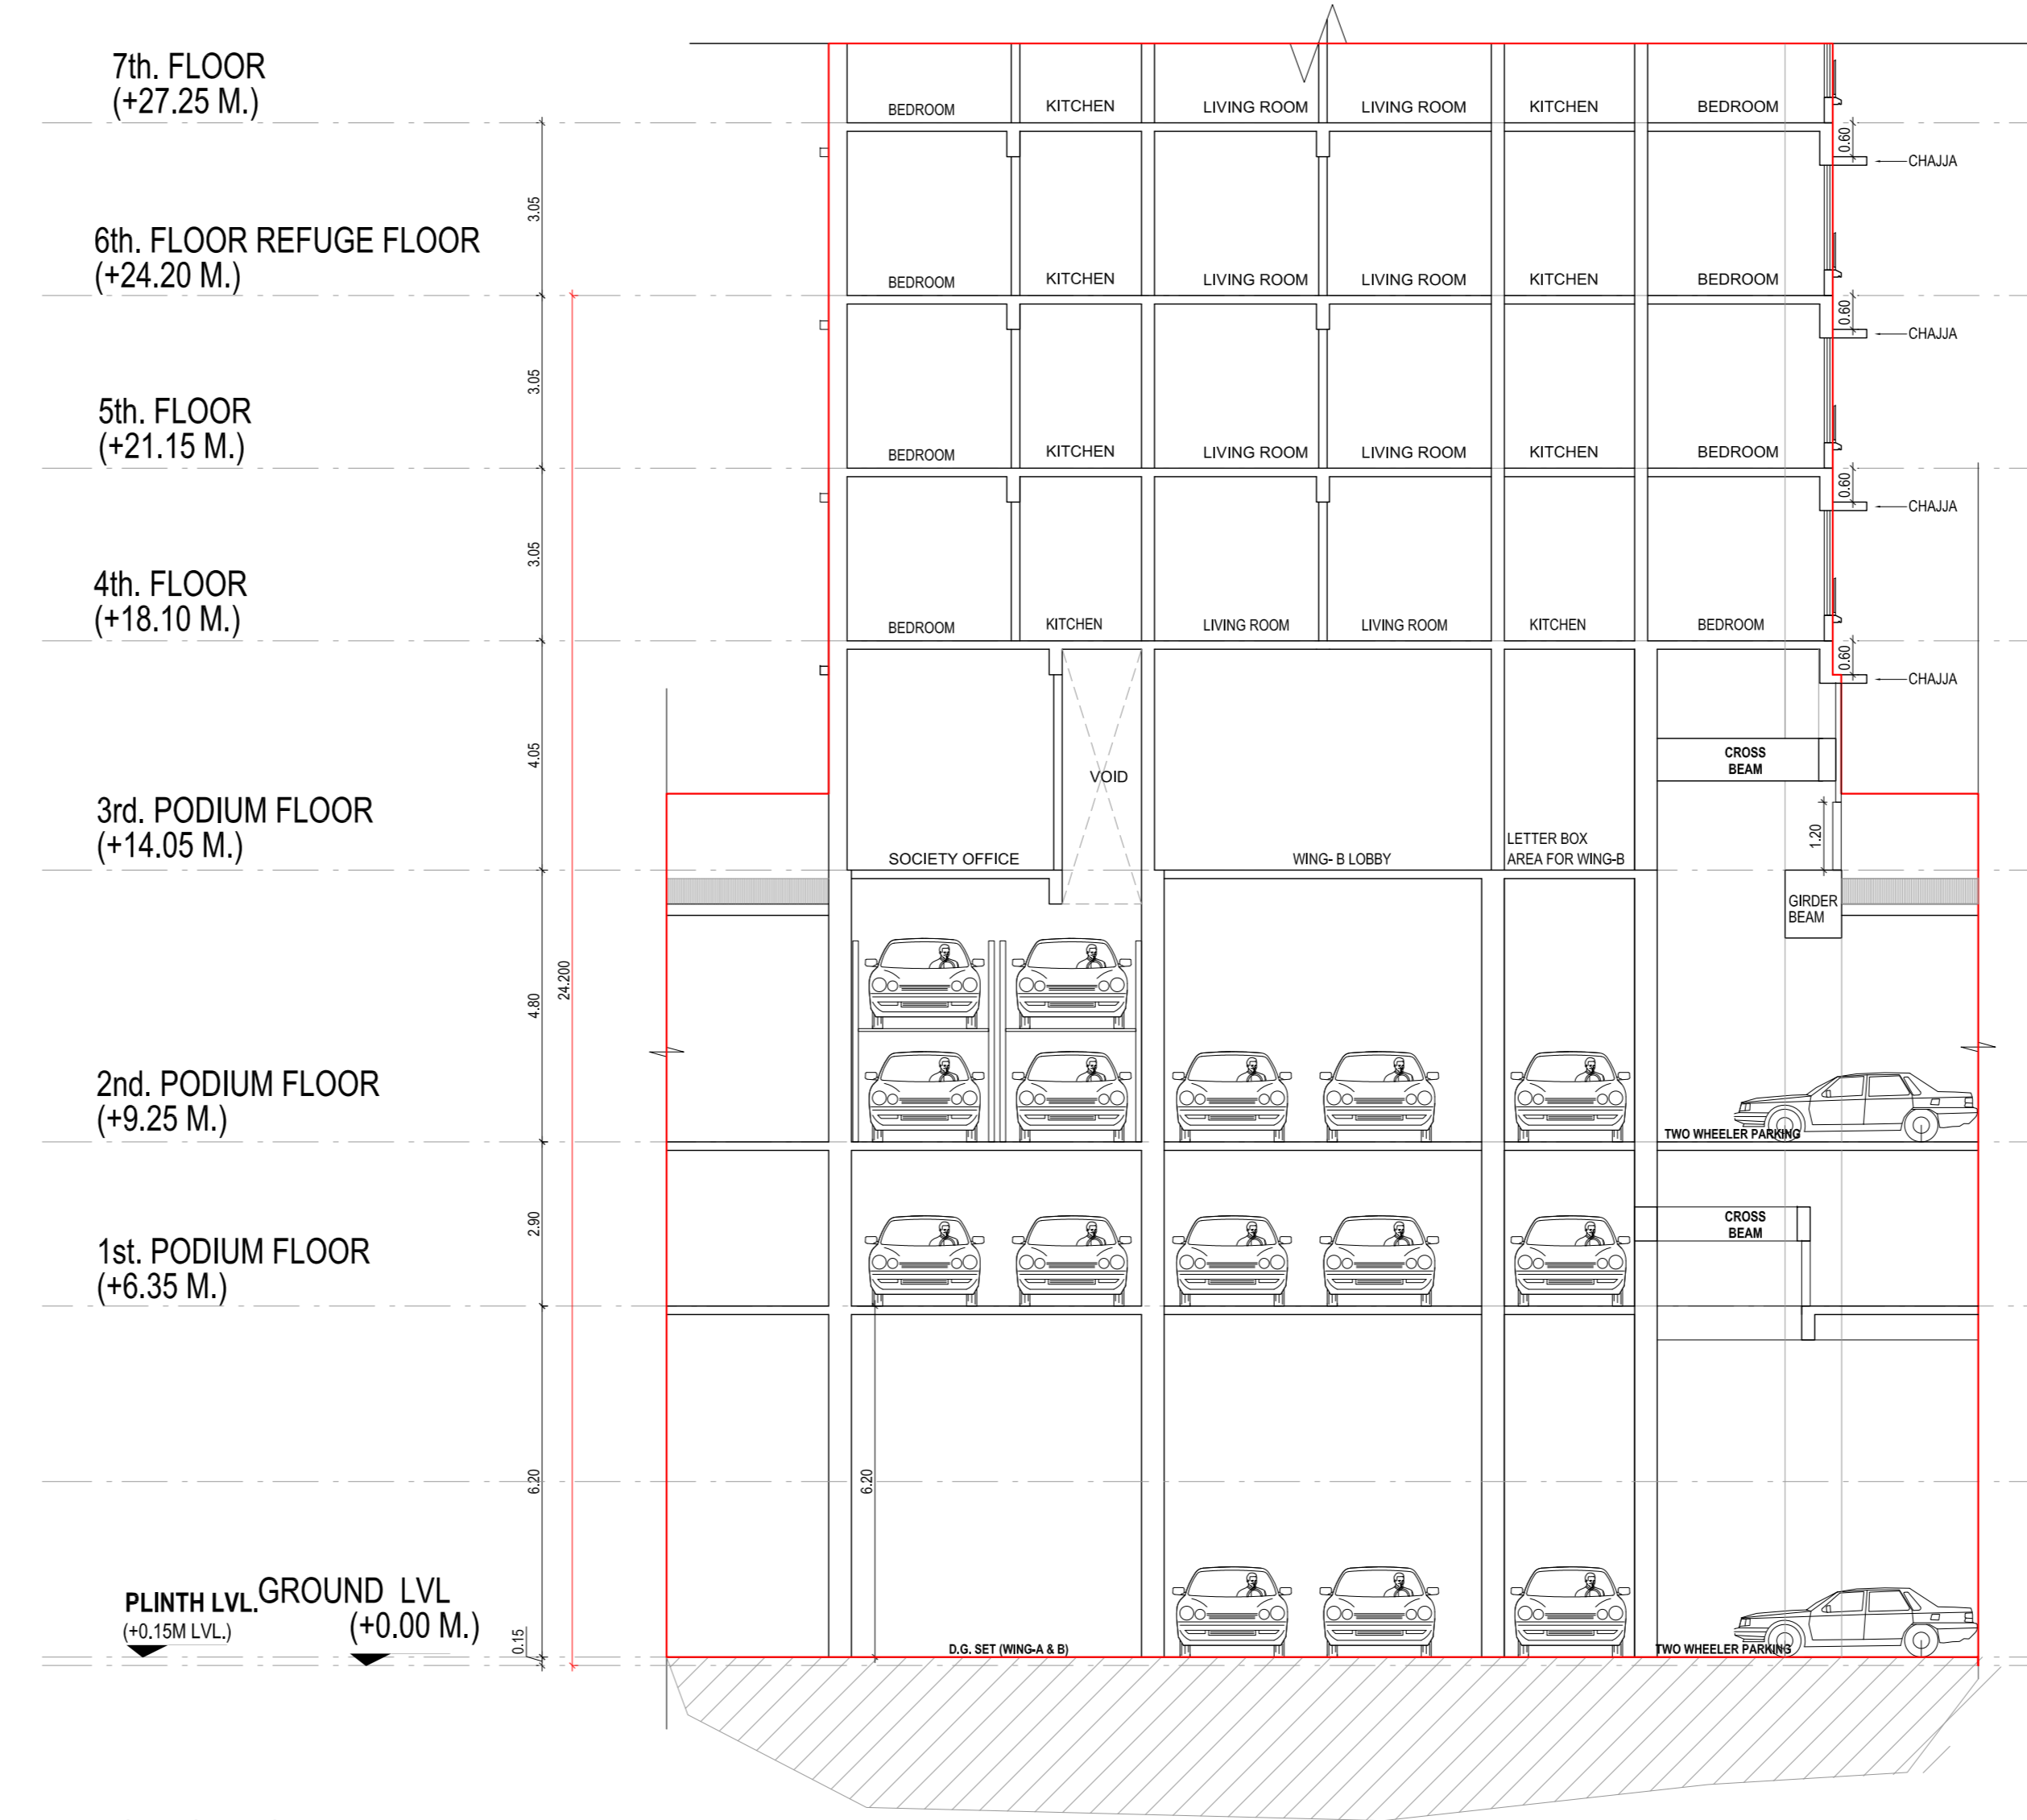 7th. FLOOR
(+27.25 M.)
BEDROOM KITCHEN LIVING ROOM LIVING ROOM KITCHEN BEDROOM
0.60
CHAJJA
3.05
6th. FLOOR REFUGE FLOOR
(+24.20 M.)
BEDROOM KITCHEN LIVING ROOM LIVING ROOM KITCHEN BEDROOM
0.60
CHAJJA
3.05
5th. FLOOR
(+21.15 M.)
BEDROOM KITCHEN LIVING ROOM LIVING ROOM KITCHEN BEDROOM
0.60
CHAJJA
3.05
4th. FLOOR
(+18.10 M.)
BEDROOM KITCHEN LIVING ROOM LIVING ROOM KITCHEN BEDROOM
0.60
CHAJJA
4.05
CROSS
BEAM
VOID
3rd. PODIUM FLOOR
(+14.05 M.)
1.20
SOCIETY OFFICE
WING- B LOBBY
LETTER BOX
AREA FOR WING-B
GIRDER
BEAM
4.80
24.200
2nd. PODIUM FLOOR
(+9.25 M.)
TWO WHEELER PARKING
2.90
CROSS
BEAM
1st. PODIUM FLOOR
(+6.35 M.)
6.20
6.20
PLINTH LVL.
(+0.15M LVL.)
GROUND LVL
(+0.00 M.)
0.15
D.G. SET (WING-A & B)
TWO WHEELER PARKING